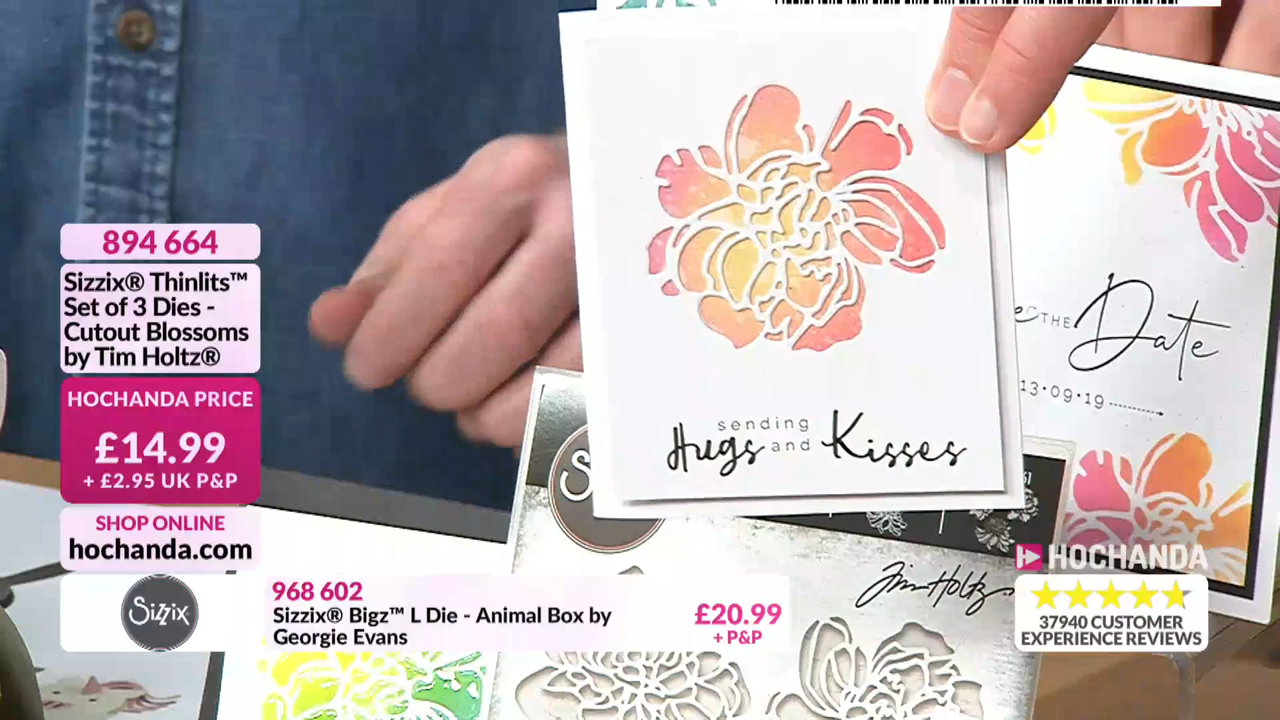 894 664
Sizzix® Thinlits™
Set of 3 Dies -
Cutout Blossoms
by Tim Holtz®
HOCHANDA PRICE
£14.99
+ £2.95 UK P&P
SHOP ONLINE
hochanda.com
Sizzix
968 602
Sizzix® Bigz™ L Die - Animal Box by
Georgie Evans
£20.99
+ P&P
sending
Hugs and Kisses
THE Date
13•09•19
Tim Holtz
HOCHANDA
37940 CUSTOMER
EXPERIENCE REVIEWS